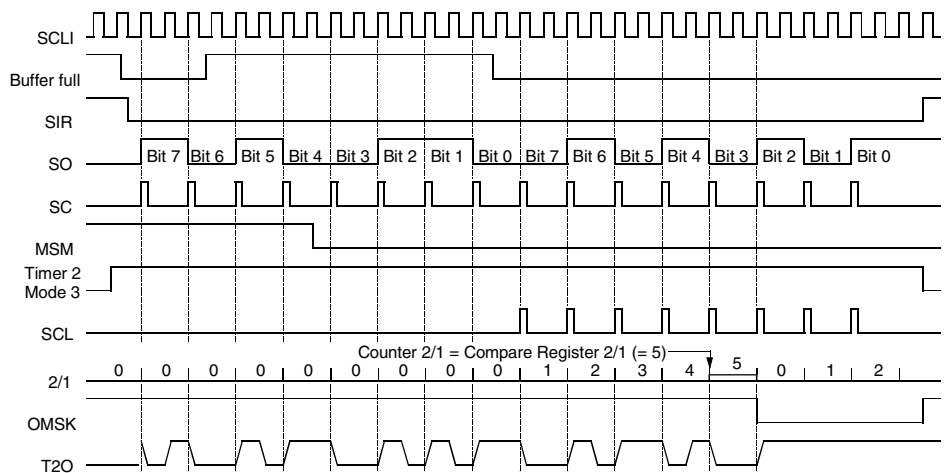 SCLI
Buffer full
SIR
SO Bit 7 Bit 6 Bit 5 Bit 4 Bit 3 Bit 2 Bit 1 Bit 0 Bit 7 Bit 6 Bit 5 Bit 4 Bit 3 Bit 2 Bit 1 Bit 0
SC
MSM
Timer 2
Mode 3
SCL
Counter 2/1 = Compare Register 2/1 (= 5)
2/1 0 0 0 0 0 0 0 0 0 1 2 3 4 5 0 1 2
OMSK
T2O